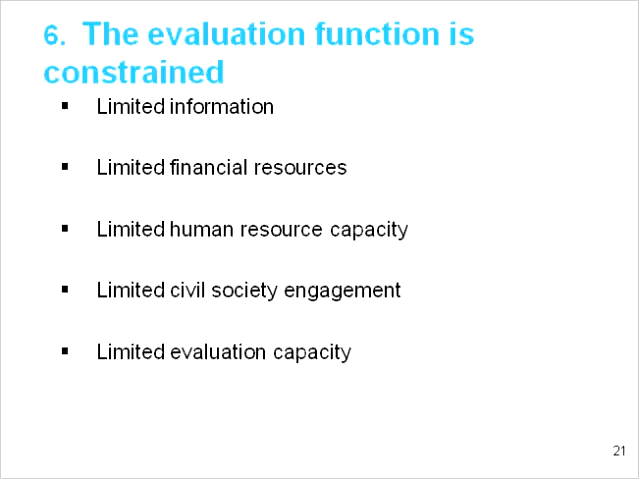 6. The evaluation function is
constrained
▪ Limited information
▪ Limited financial resources
▪ Limited human resource capacity
▪ Limited civil society engagement
▪ Limited evaluation capacity
21